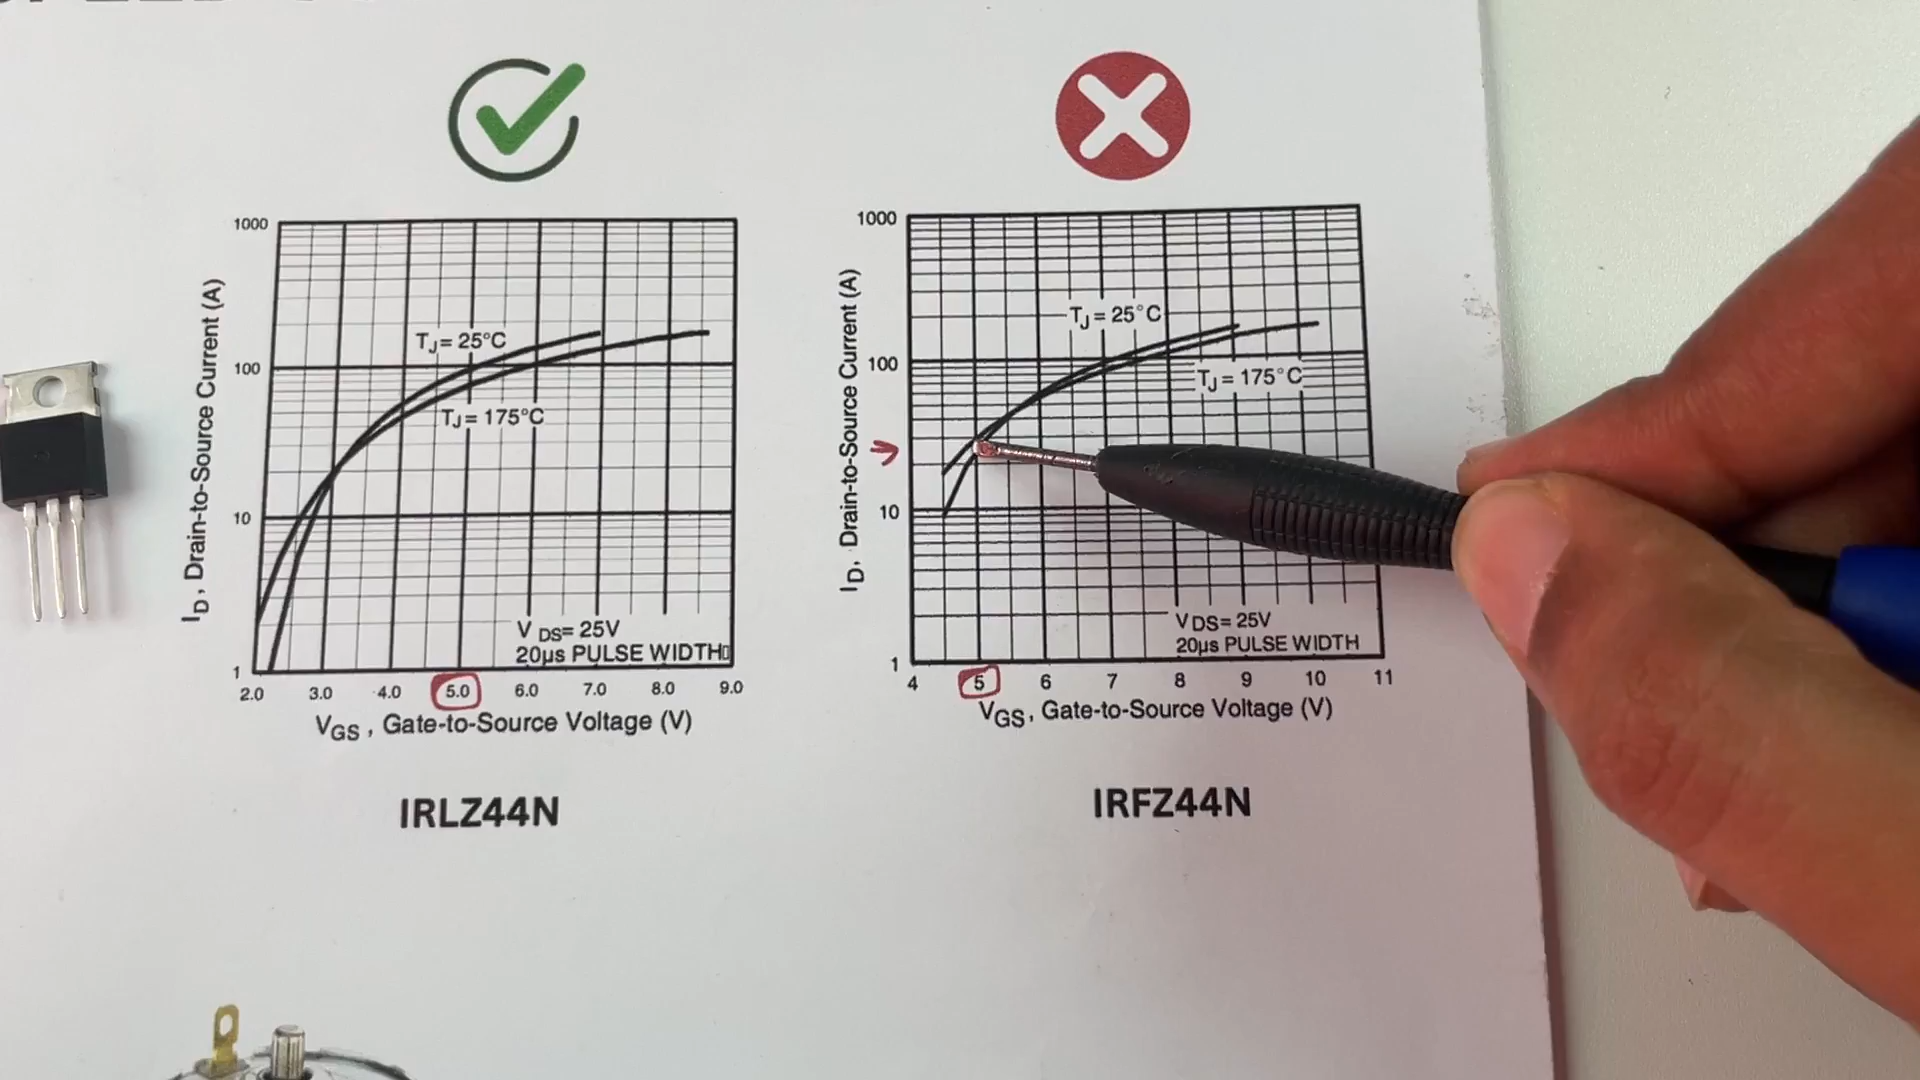 1000
100
10
1
I_D, Drain-to-Source Current (A)
T_J = 25°C
T_J = 175°C
V_DS = 25V
20µs PULSE WIDTH
2.0 3.0 4.0 5.0 6.0 7.0 8.0 9.0
V_GS, Gate-to-Source Voltage (V)
IRLZ44N
1000
100
10
1
I_D, Drain-to-Source Current (A)
T_J = 25°C
T_J = 175°C
V_DS = 25V
20µs PULSE WIDTH
4 5 6 7 8 9 10 11
V_GS, Gate-to-Source Voltage (V)
IRFZ44N